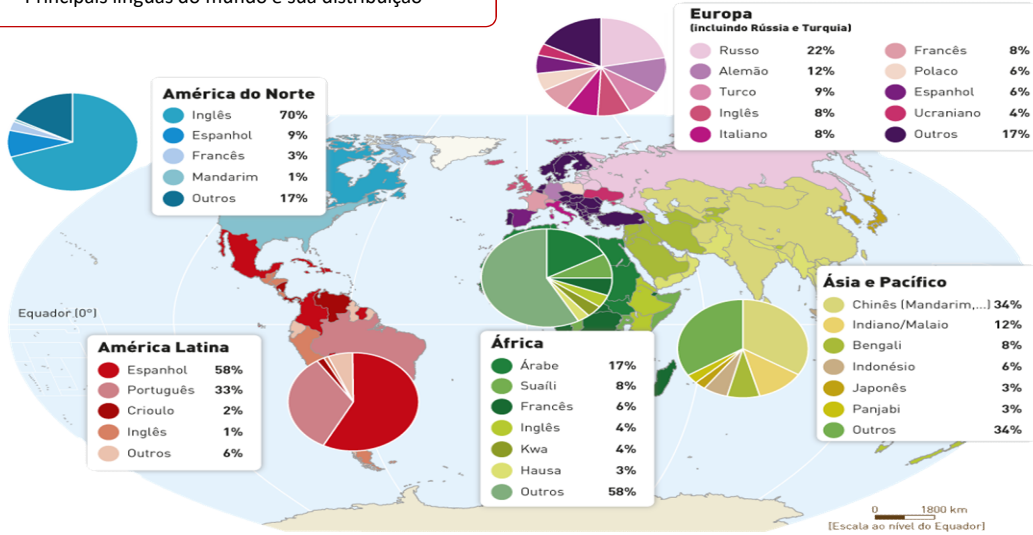 Principais línguas do mundo e sua distribuição
Europa
(incluindo Rússia e Turquia)
Russo 22%
Alemão 12%
Turco 9%
Inglês 8%
Italiano 8%
Francês 8%
Polaco 6%
Espanhol 6%
Ucraniano 4%
Outros 17%
América do Norte
Inglês 70%
Espanhol 9%
Francês 3%
Mandarim 1%
Outros 17%
Equador (0°)
América Latina
Espanhol 58%
Português 33%
Crioulo 2%
Inglês 1%
Outros 6%
África
Árabe 17%
Suaíli 8%
Francês 6%
Inglês 4%
Kwa 4%
Hausa 3%
Outros 58%
Ásia e Pacífico
Chinês (Mandarim,...) 34%
Indiano/Malaio 12%
Bengali 8%
Indonésio 6%
Japonês 3%
Panjabi 3%
Outros 34%
0 1800 km
[Escala ao nível do Equador]